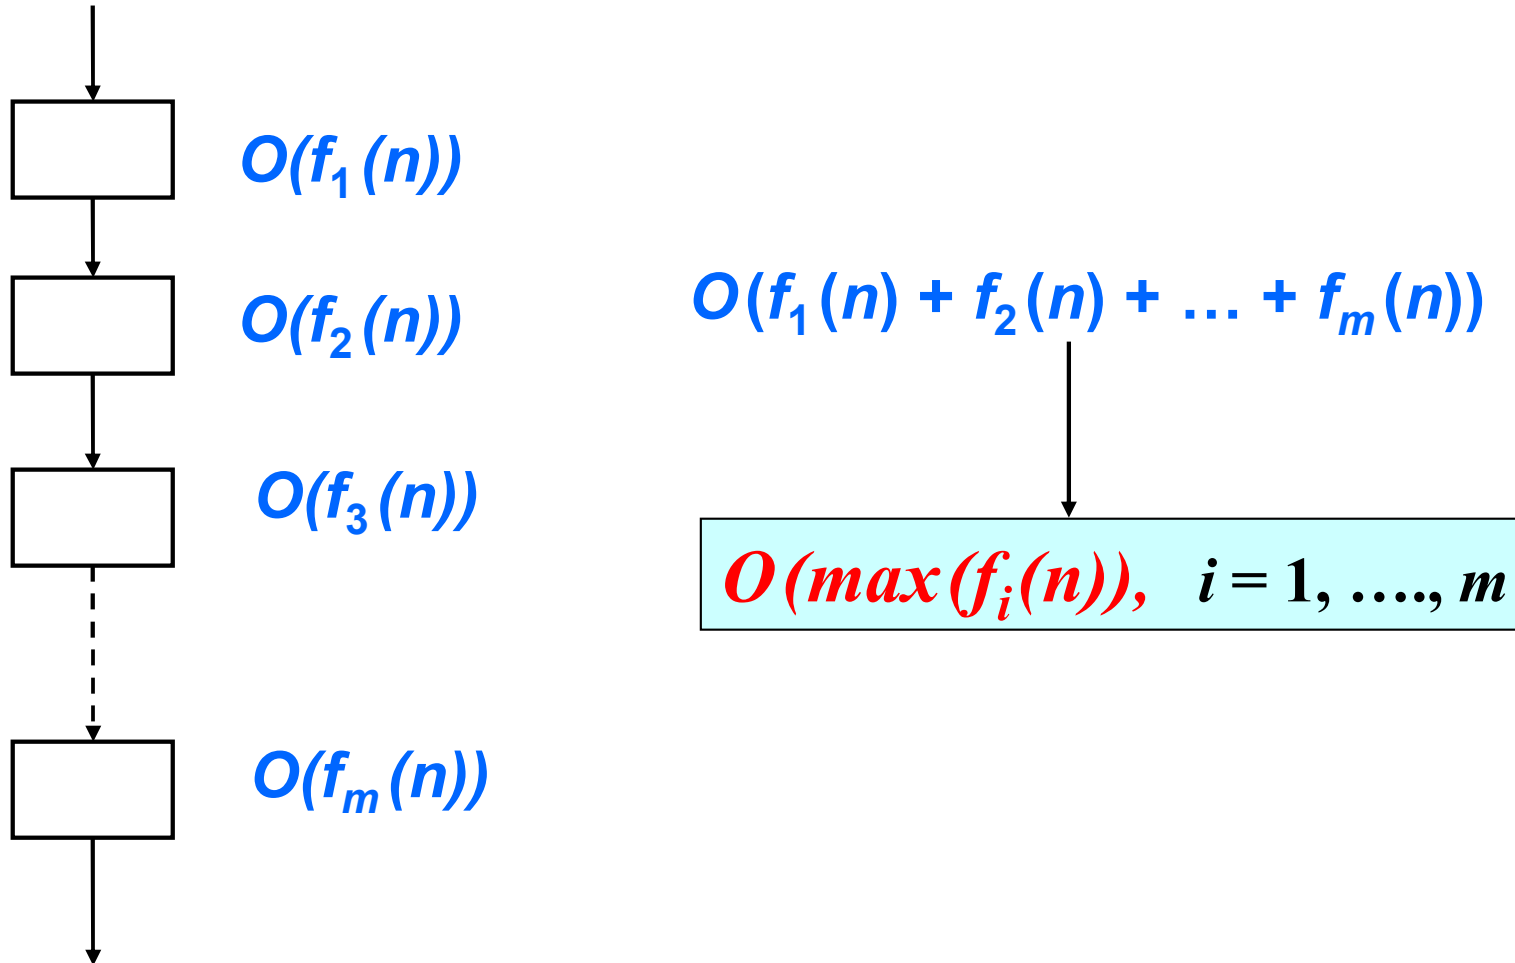 O(f₁(n))
O(f₂(n))
O(f₁(n) + f₂(n) + ... + fₘ(n))
O(f₃(n))
O(max(fᵢ(n)), i = 1, ....., m
O(fₘ(n))